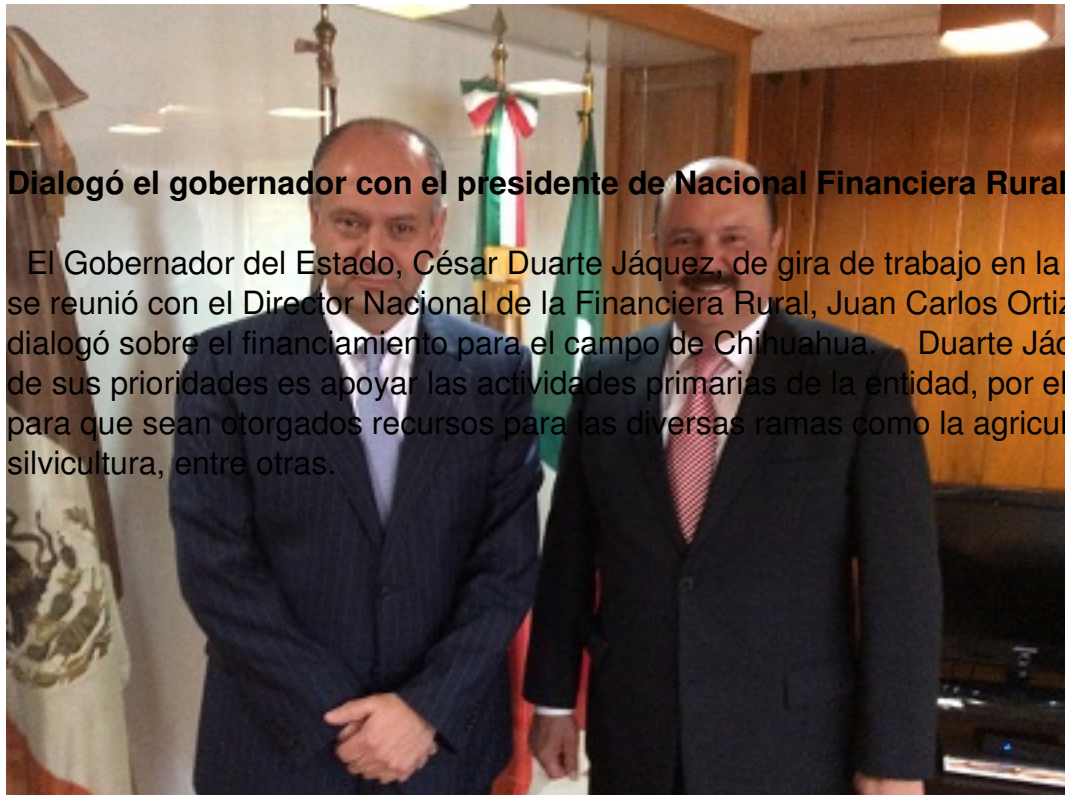 Dialogó el gobernador con el presidente de Nacional Financiera Rural
El Gobernador del Estado, César Duarte Jáquez, de gira de trabajo en la
se reunió con el Director Nacional de la Financiera Rural, Juan Carlos Ortiz
dialogó sobre el financiamiento para el campo de Chihuahua. Duarte
de sus prioridades es apoyar las actividades primarias de la entidad, por el
para que sean otorgados recursos para las diversas ramas como la
silvicultura, entre otras.